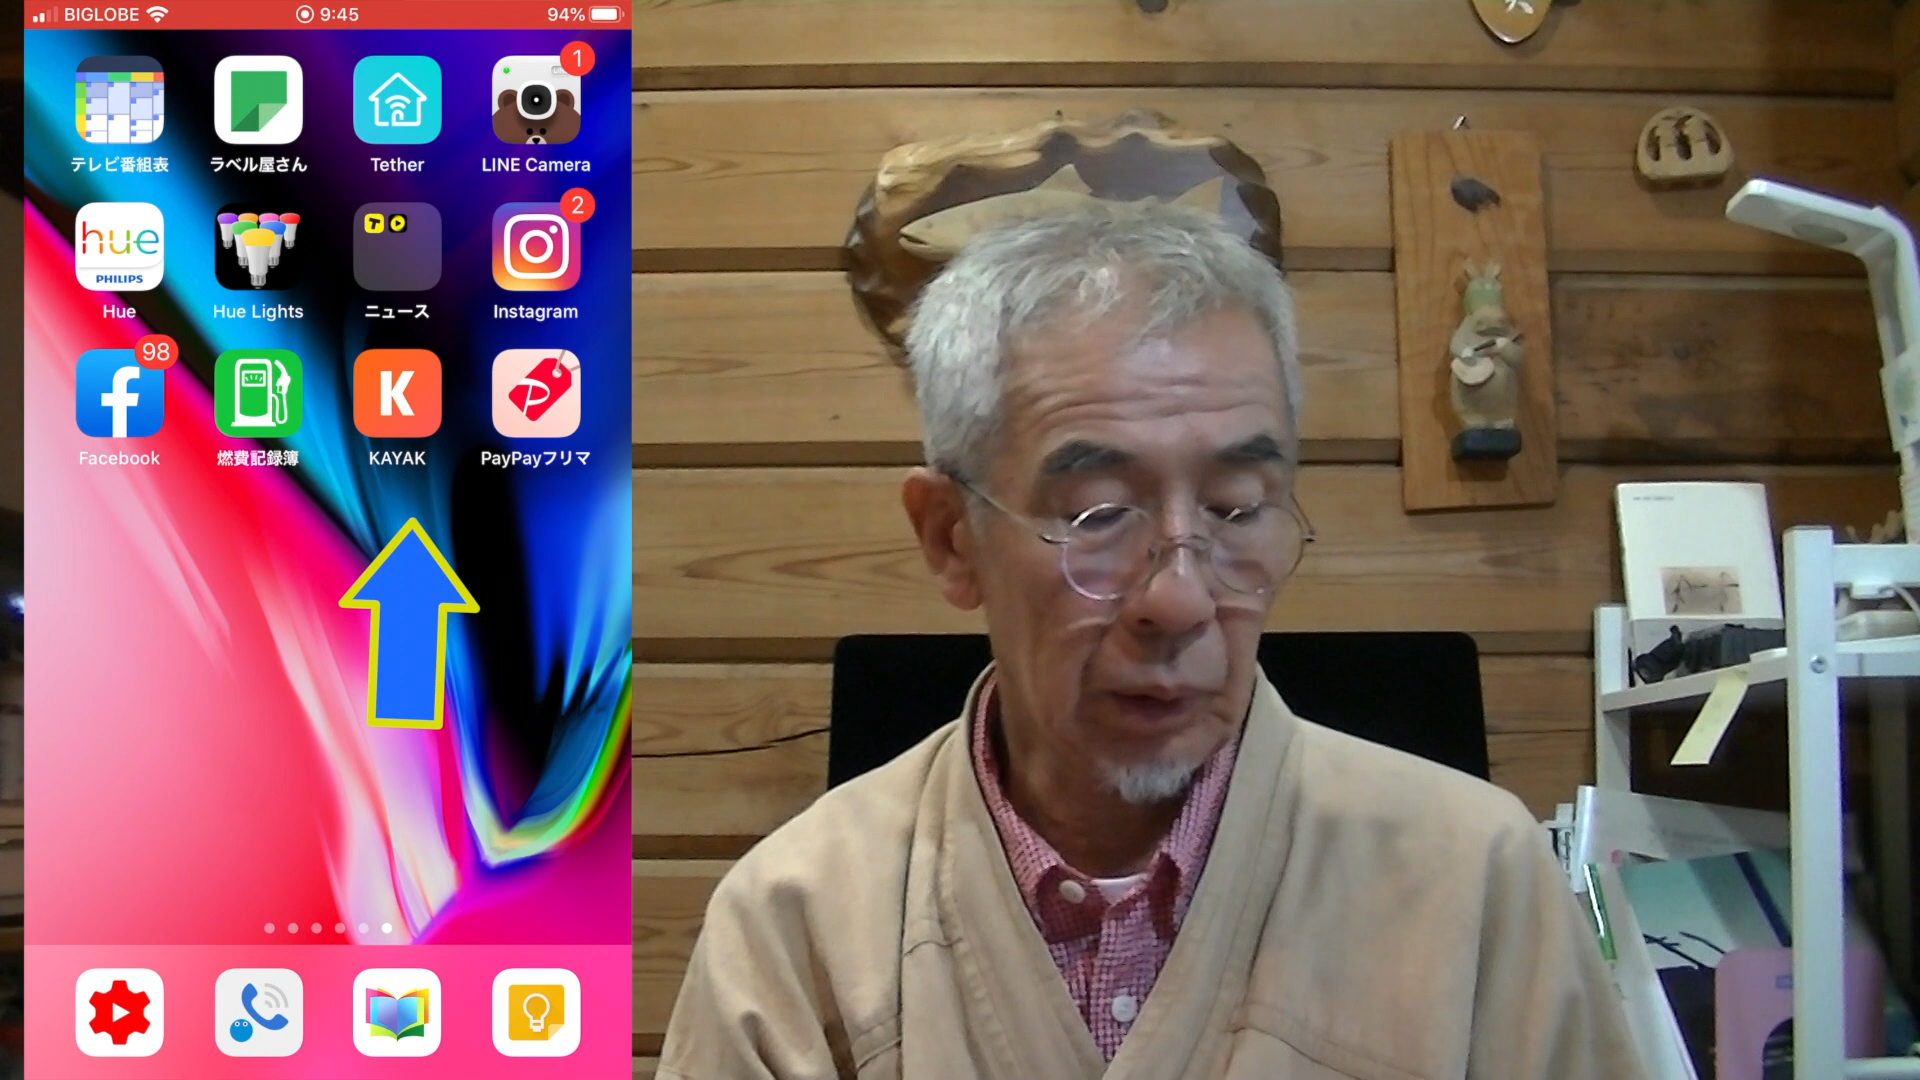 BIGLOBE 9:45 94%
1
テレビ番組表 ラベル屋さん Tether LINE Camera
2
hue
PHILIPS
Hue Hue Lights ニュース Instagram
98
K
Facebook 燃費記録簿 KAYAK PayPayフリマ